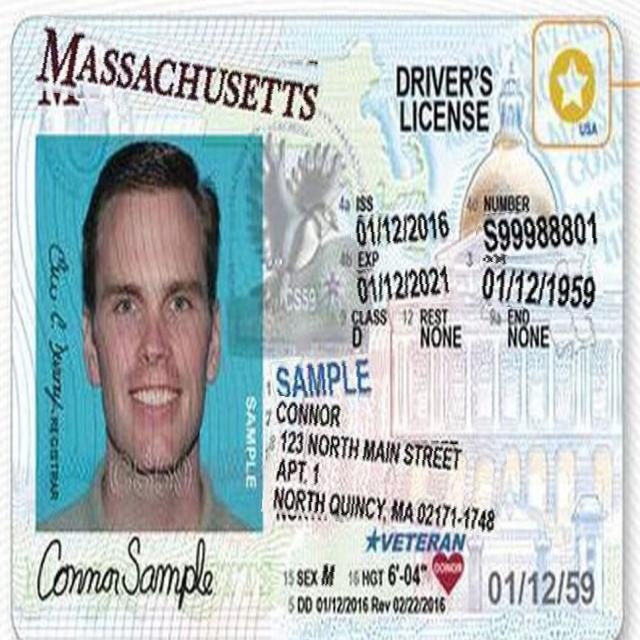 MASSACHUSETTS
DRIVER'S
LICENSE
USA
4a ISS
01/12/2016
4d NUMBER
S99988801
4b EXP
01/12/2021
3
01/12/1959
9 CLASS
D
12 REST
NONE
9a END
NONE
CSS9
1 SAMPLE
2 CONNOR
8 123 NORTH MAIN STREET
APT. 1
NORTH QUINCY, MA 02171-1748
★VETERAN
15 SEX M 16 HGT 6'-04"
DONOR
5 DD 01/12/2016 Rev 02/22/2016
01/12/59
REGISTRAR
SAMPLE
Connor Sample